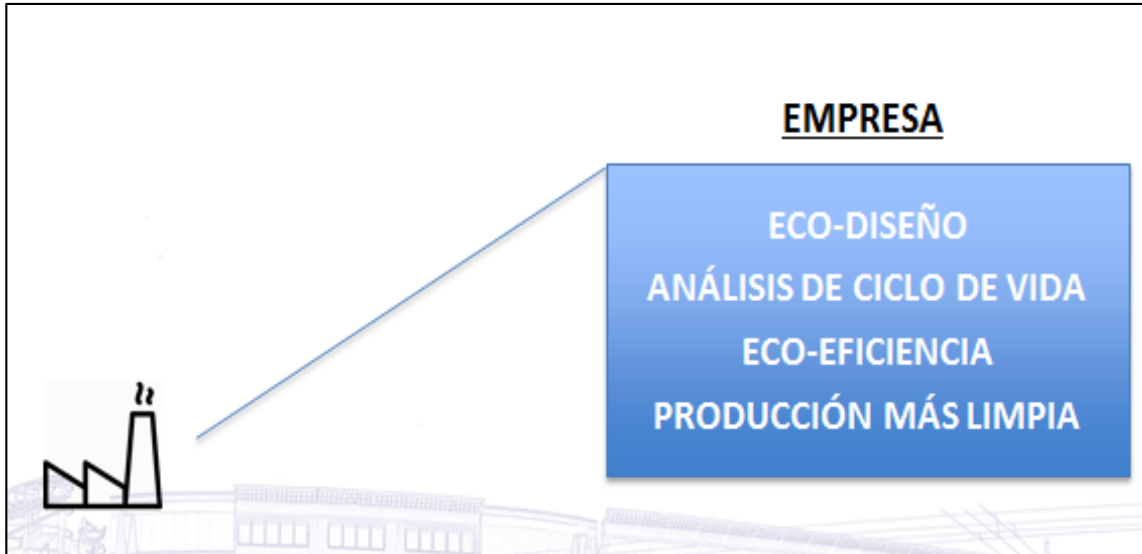 EMPRESA
ECO-DISEÑO
ANÁLISIS DE CICLO DE VIDA
ECO-EFICIENCIA
PRODUCCIÓN MÁS LIMPIA